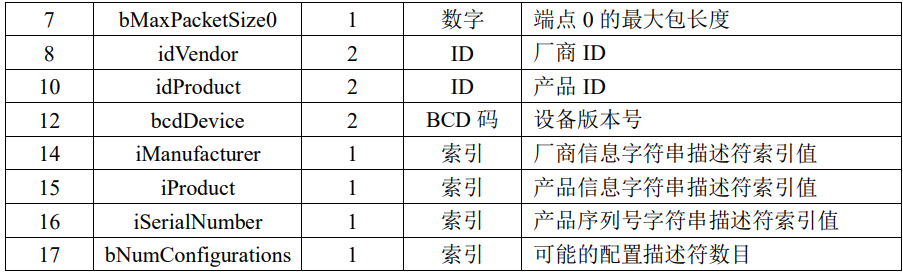 7 bMaxPacketSize0 1 数字 端点 0 的最大包长度
8 idVendor 2 ID 厂商 ID
10 idProduct 2 ID 产品 ID
12 bcdDevice 2 BCD 码 设备版本号
14 iManufacturer 1 索引 厂商信息字符串描述符索引值
15 iProduct 1 索引 产品信息字符串描述符索引值
16 iSerialNumber 1 索引 产品序列号字符串描述符索引值
17 bNumConfigurations 1 索引 可能的配置描述符数目